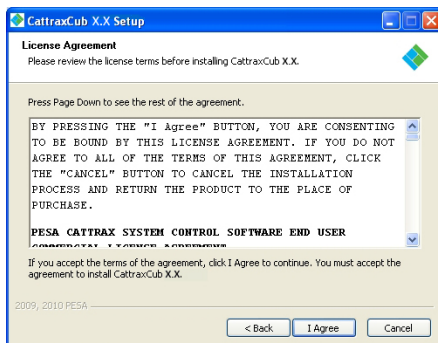 CattraxCub X.X Setup
License Agreement
Please review the license terms before installing CattraxCub X.X.
Press Page Down to see the rest of the agreement.
BY PRESSING THE "I Agree" BUTTON, YOU ARE CONSENTING
TO BE BOUND BY THIS LICENSE AGREEMENT. IF YOU DO NOT
AGREE TO ALL OF THE TERMS OF THIS AGREEMENT, CLICK
THE "CANCEL" BUTTON TO CANCEL THE INSTALLATION
PROCESS AND RETURN THE PRODUCT TO THE PLACE OF
PURCHASE.
PESA CATTRAX SYSTEM CONTROL SOFTWARE END USER
COMMERCIAL LICENSE AGREEMENT
If you accept the terms of the agreement, click I Agree to continue. You must accept the
agreement to install CattraxCub X.X.
2009, 2010 PESA
< Back
I Agree
Cancel